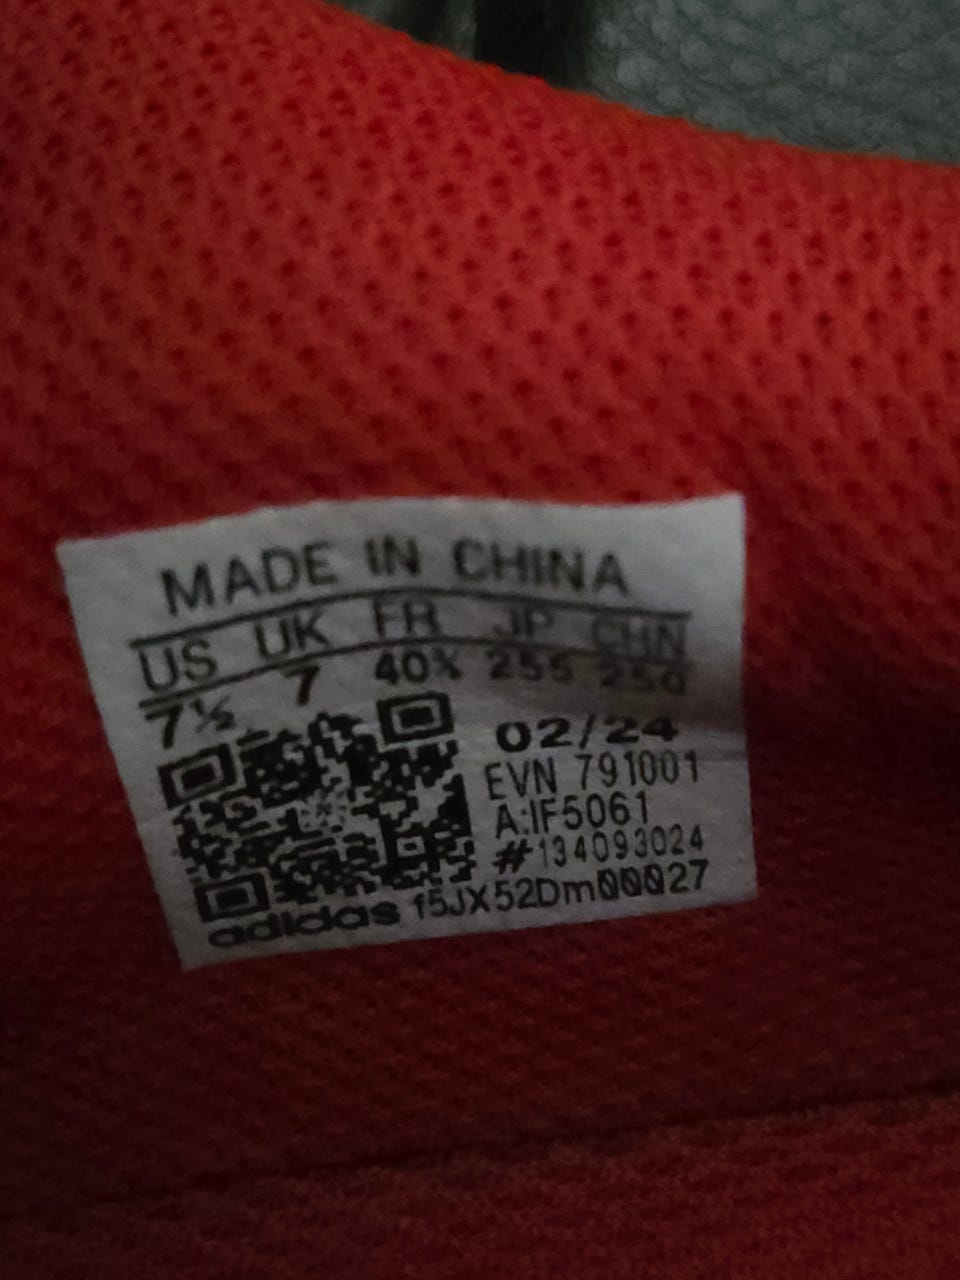 MADE IN CHINA
US UK FR JP CHN
7½ 7 40⅔ 255 250
02/24
EVN 791001
A:IF5061
#134093024
adidas f5JX52Dm00027